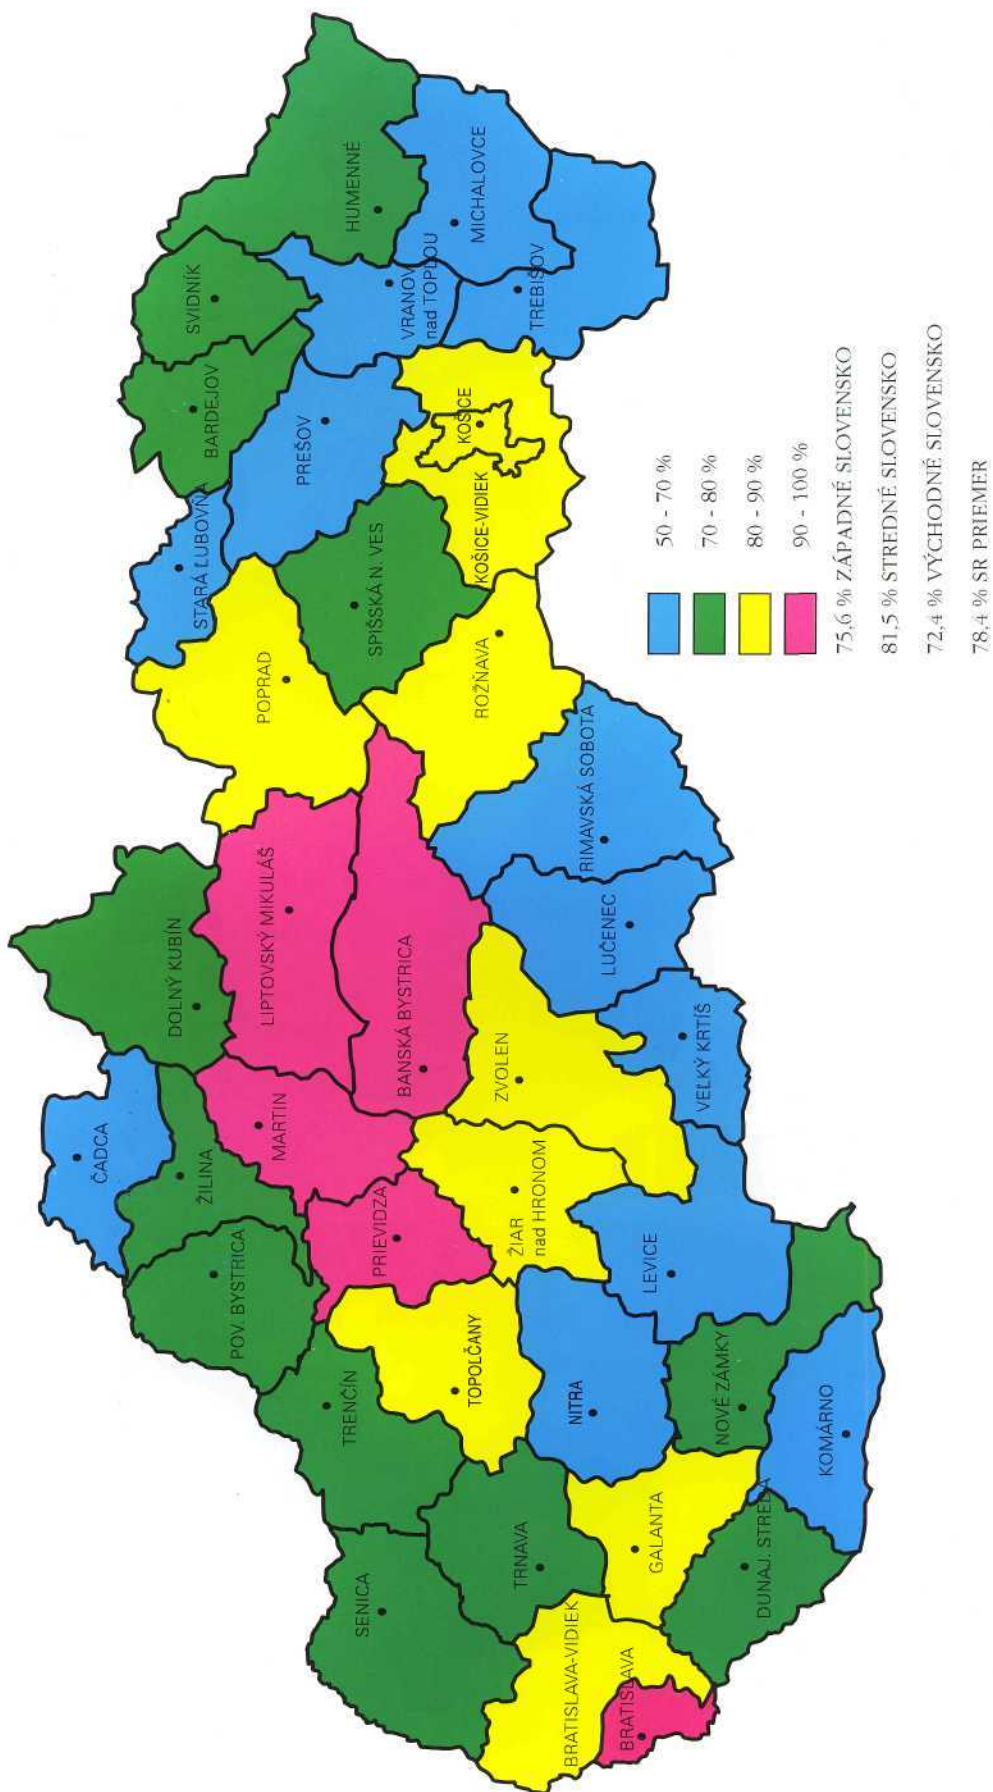 ČADCA
DOLNÝ KUBÍN
ŽILINA
POV. BYSTRICA
MARTIN
LIPTOVSKÝ MIKULÁŠ
POPRAD
STARÁ ĽUBOVŇA
BARDEJOV
SVIDNÍK
HUMENNÉ
TRENČÍN
PRIEVIDZA
BANSKÁ BYSTRICA
SPIŠSKÁ N. VES
PREŠOV
VRANOV
nad TOPĽOU
MICHALOVCE
SENICA
TOPOĽČANY
ŽIAR
nad HRONOM
ZVOLEN
ROŽŇAVA
KOŠICE-VIDIEK
KOŠICE
TREBIŠOV
TRNAVA
NITRA
LEVICE
LUČENEC
RIMAVSKÁ SOBOTA
BRATISLAVA-VIDIEK
GALANTA
NOVÉ ZÁMKY
VEĽKÝ KRTÍŠ
BRATISLAVA
DUNAJ. STREDA
KOMÁRNO
50 - 70 %
70 - 80 %
80 - 90 %
90 - 100 %
75,6 % ZÁPADNÉ SLOVENSKO
81,5 % STREDNÉ SLOVENSKO
72,4 % VÝCHODNÉ SLOVENSKO
78,4 % SR PRIEMER